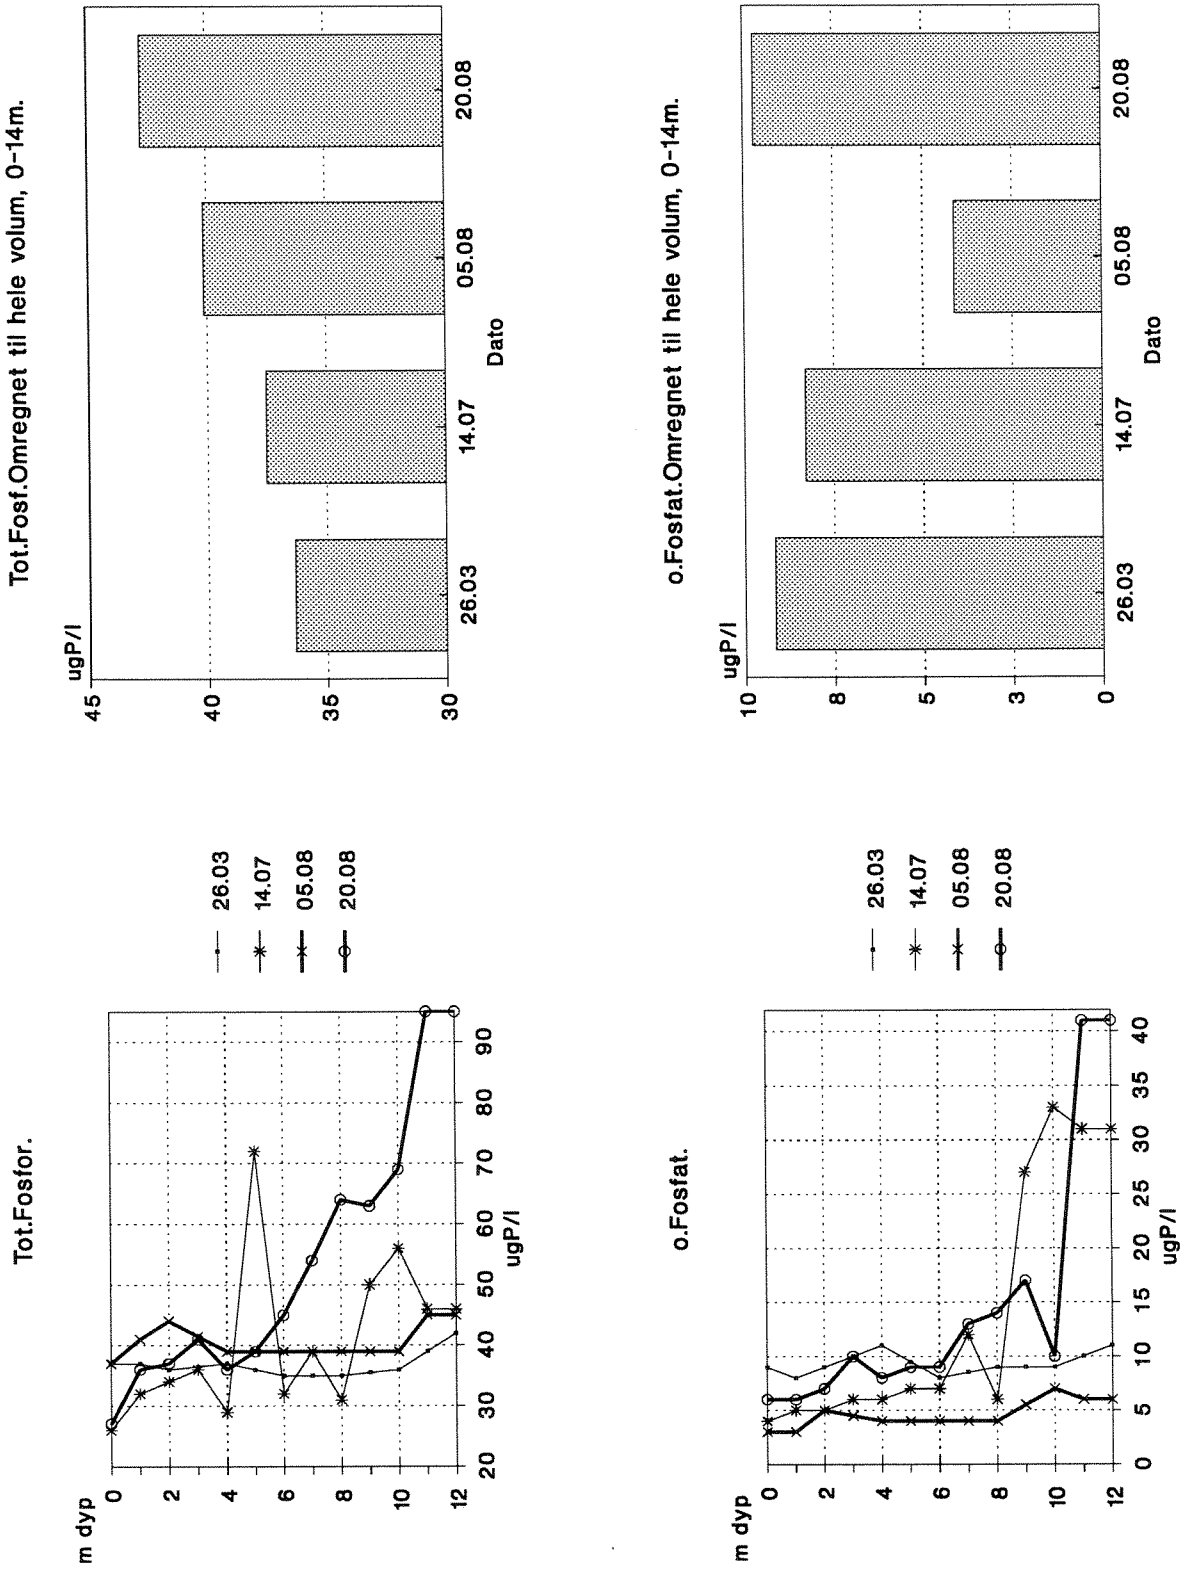 Tot.Fosfor.
m dyp
0
2
4
6
8
10
12
20 30 40 50 60 70 80 90
ugP/l
26.03
14.07
05.08
20.08
Tot.Fosf.Omregnet til hele volum, 0-14m.
ugP/l
45
40
35
30
26.03 14.07 05.08 20.08
Dato
o.Fosfat.
m dyp
0
2
4
6
8
10
12
0 5 10 15 20 25 30 35 40
ugP/l
26.03
14.07
05.08
20.08
o.Fosfat.Omregnet til hele volum, 0-14m.
ugP/l
10
8
5
3
0
26.03 14.07 05.08 20.08
Dato